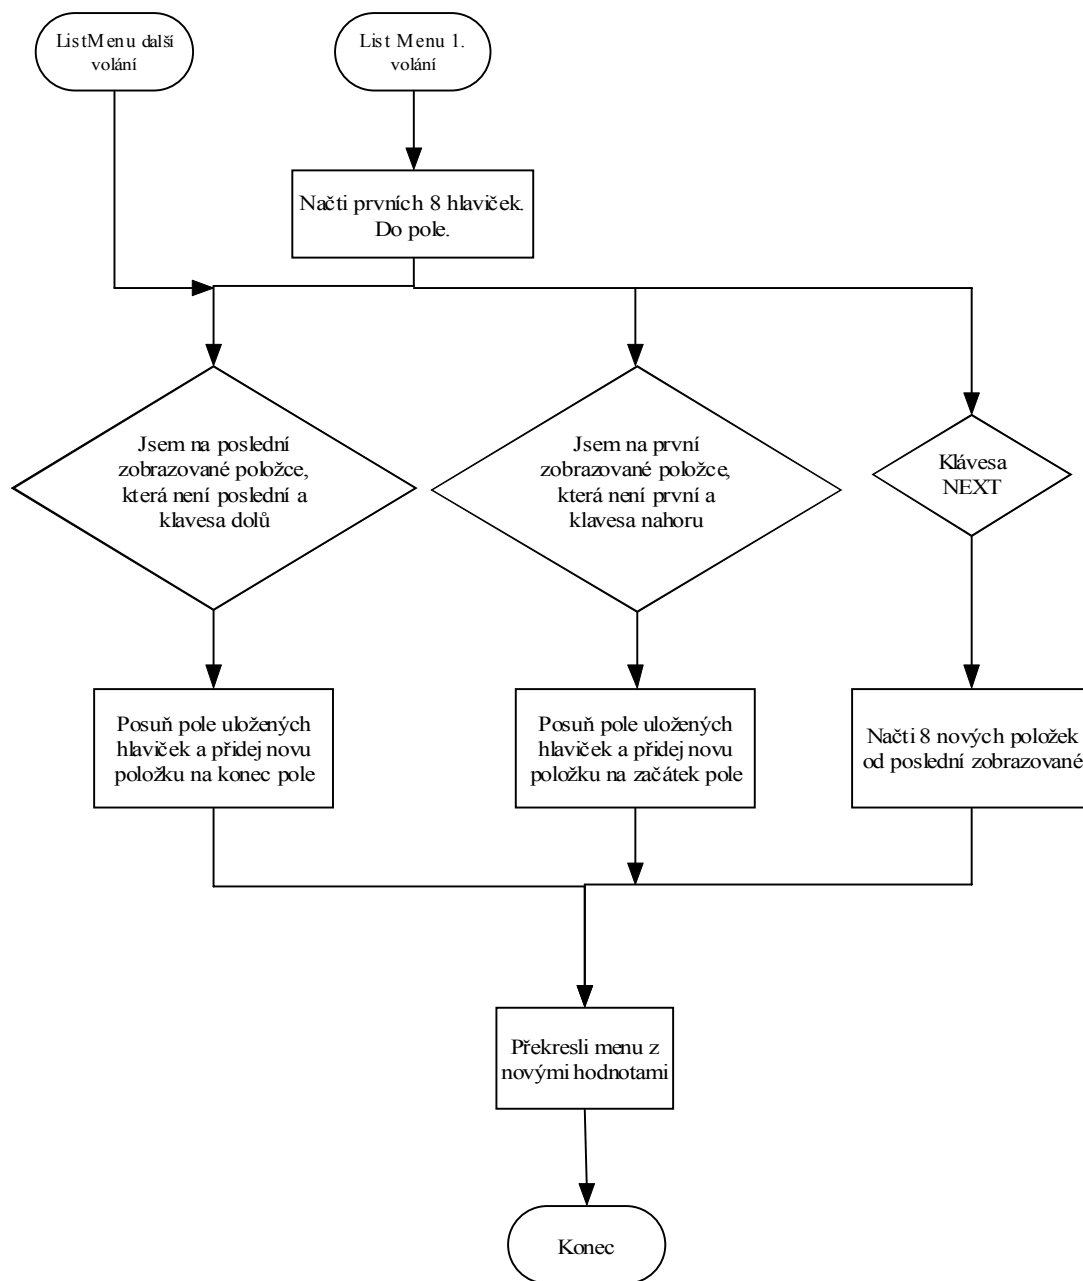 ListMenu další
volání
List Menu 1.
volání
Načti prvních 8 hlaviček.
Do pole.
Jsem na poslední
zobrazované položce,
která není poslední a
klavesa dolů
Jsem na první
zobrazované položce,
která není první a
klavesa nahoru
Klávesa
NEXT
Posuň pole uložených
hlaviček a přidej novu
položku na konec pole
Posuň pole uložených
hlaviček a přidej novu
položku na začátek pole
Načti 8 nových položek
od poslední zobrazované
Překresli menu z
novými hodnotami
Konec